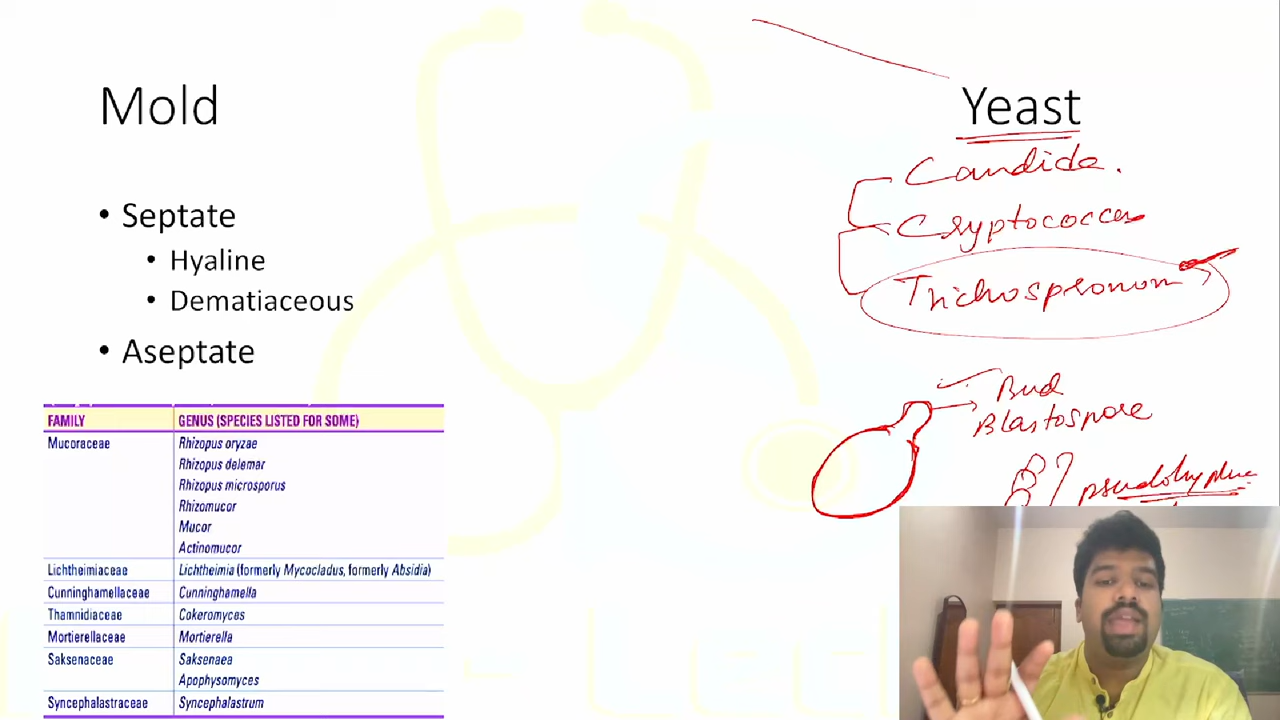 Mold
• Septate
• Hyaline
• Dematiaceous
• Aseptate
FAMILY GENUS (SPECIES LISTED FOR SOME)
Mucoraceae Rhizopus oryzae
Rhizopus delemar
Rhizopus microsporus
Rhizomucor
Mucor
Actinomucor
Lichtheimiaceae Lichtheimia (formerly Mycocladus, formerly Absidia)
Cunninghamellaceae Cunninghamella
Thamnidiaceae Cokeromyces
Mortierellaceae Mortierella
Saksenaceae Saksenaea
Apophysomyces
Syncephalastraceae Syncephalastrum
Yeast
Candida.
Cryptococcus
Trichosporonum
Bud
Blastospore
pseudohyphae